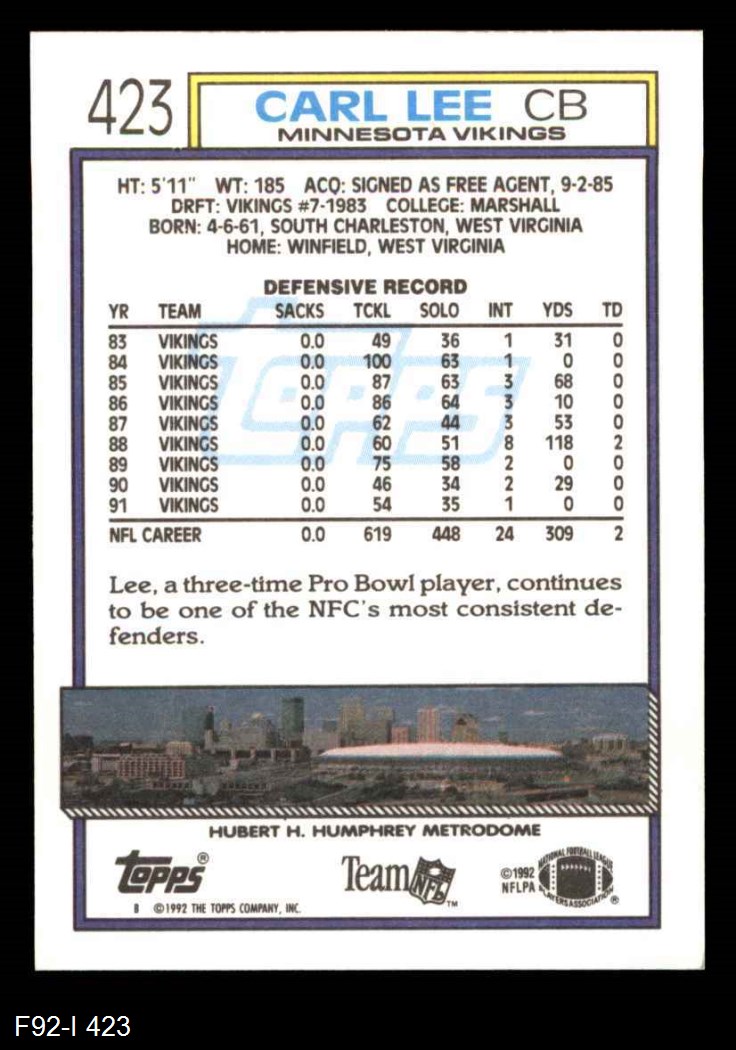 423
CARL LEE CB
MINNESOTA VIKINGS
HT: 5'11" WT: 185 ACQ: SIGNED AS FREE AGENT, 9-2-85
DRFT: VIKINGS #7-1983 COLLEGE: MARSHALL
BORN: 4-6-61, SOUTH CHARLESTON, WEST VIRGINIA
HOME: WINFIELD, WEST VIRGINIA
DEFENSIVE RECORD
YR TEAM SACKS TCKL SOLO INT YDS TD
83 VIKINGS 0.0 49 36 1 31 0
84 VIKINGS 0.0 100 63 1 0 0
85 VIKINGS 0.0 87 63 3 68 0
86 VIKINGS 0.0 86 64 3 10 0
87 VIKINGS 0.0 62 44 3 53 0
88 VIKINGS 0.0 60 51 8 118 2
89 VIKINGS 0.0 75 58 2 0 0
90 VIKINGS 0.0 46 34 2 29 0
91 VIKINGS 0.0 54 35 1 0 0
NFL CAREER 0.0 619 448 24 309 2
Topps
Lee, a three-time Pro Bowl player, continues
to be one of the NFC's most consistent de-
fenders.
HUBERT H. HUMPHREY METRODOME
Topps®
B ©1992 THE TOPPS COMPANY, INC.
Team NFL™
©1992
NFLPA
NATIONAL FOOTBALL LEAGUE
PLAYERS ASSOCIATION ®
F92-I 423